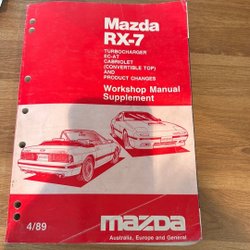 Mazda
RX-7
TURBOCHARGER
EC-AT
CABRIOLET
(CONVERTIBLE TOP)
AND
PRODUCT CHANGES
Workshop Manual
Supplement
4/89
mazda
Australia, Europe and General